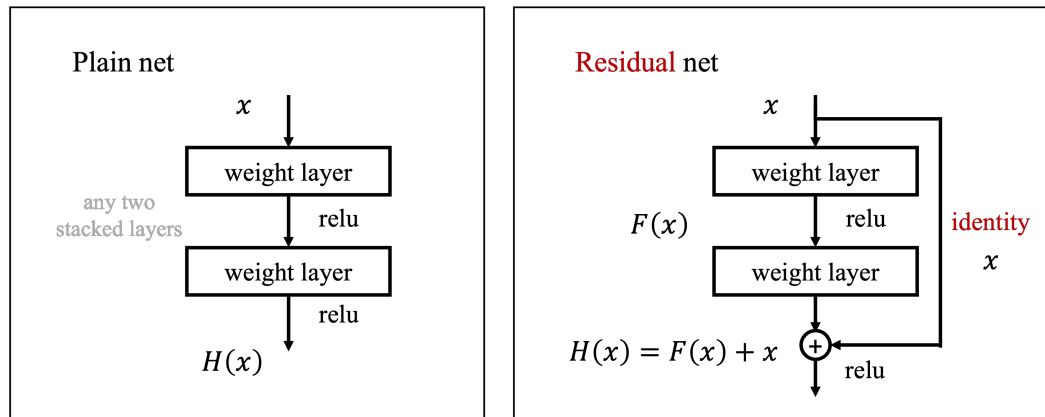 Plain net
x
weight layer
any two
stacked layers
relu
weight layer
relu
H(x)
Residual net
x
weight layer
F(x)
relu
identity
x
weight layer
H(x) = F(x) + x
+
relu